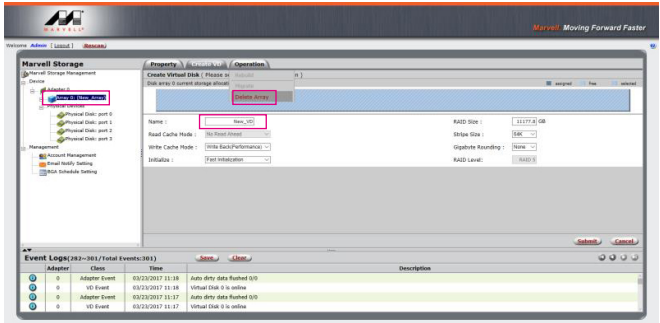 MARVELL
Marvell. Moving Forward Faster
Welcome Admin [ Logout ] (Rescan)
Marvell Storage
Marvell Storage Management
Device
Adapter 0
Array 0: [New_Array]
Physical Devices
Physical Disk: port 0
Physical Disk: port 1
Physical Disk: port 2
Physical Disk: port 3
Management
Account Management
Email Notify Setting
BGA Schedule Setting
Property
Create VD
Operation
Create Virtual Disk ( Please
Disk array 0 current storage
Rebuild
Migrate
Delete Array
assigned free selected
Name : New_VD
Read Cache Mode : No Read Ahead
Write Cache Mode : Write Back(Performance)
Initialize : Fast Initialization
RAID Size : 11177.8 GB
Stripe Size : 64K
Gigabyte Rounding : None
RAID Level: RAID 5
Submit Cancel
Event Logs(282~301/Total Events:301) Save Clear
Adapter Class Time Description
0 Adapter Event 03/23/2017 11:18 Auto dirty data flushed 0/0
0 VD Event 03/23/2017 11:18 Virtual Disk 0 is online
0 Adapter Event 03/23/2017 11:17 Auto dirty data flushed 0/0
0 VD Event 03/23/2017 11:17 Virtual Disk 0 is online